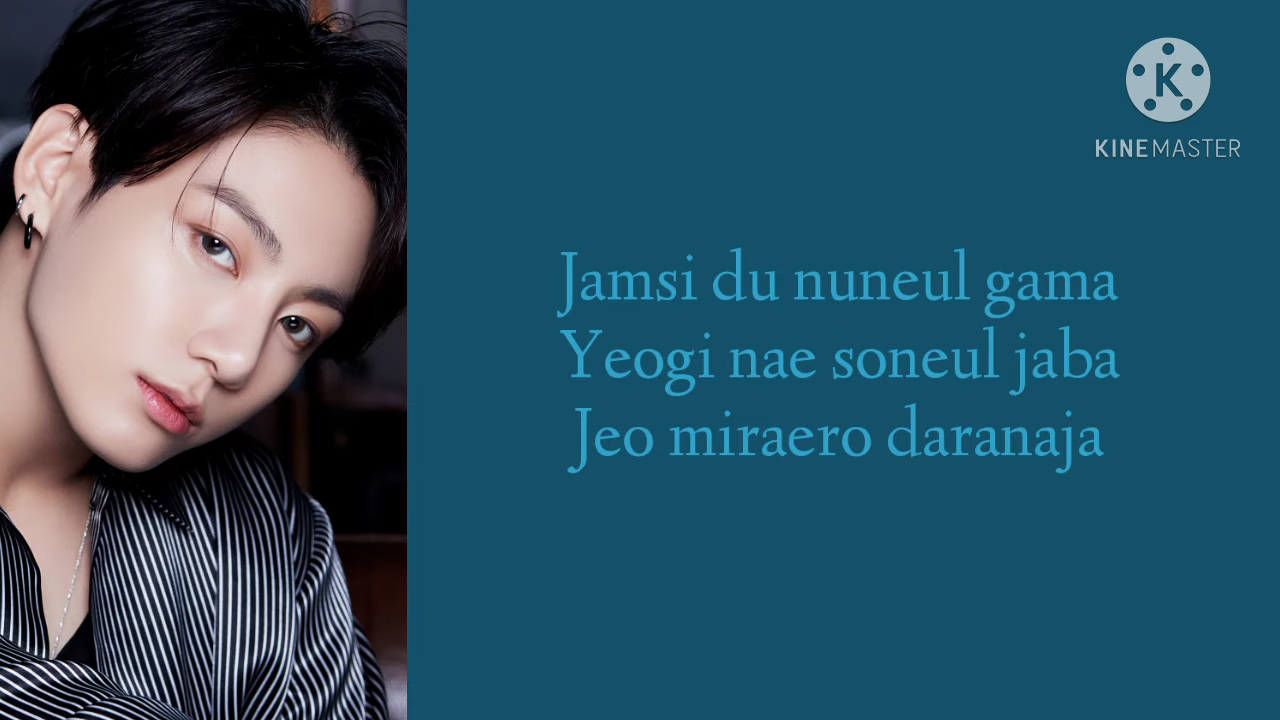 K
KINEMASTER
Jamsi du nuneul gama
Yeogi nae soneul jaba
Jeo miraero daranaja